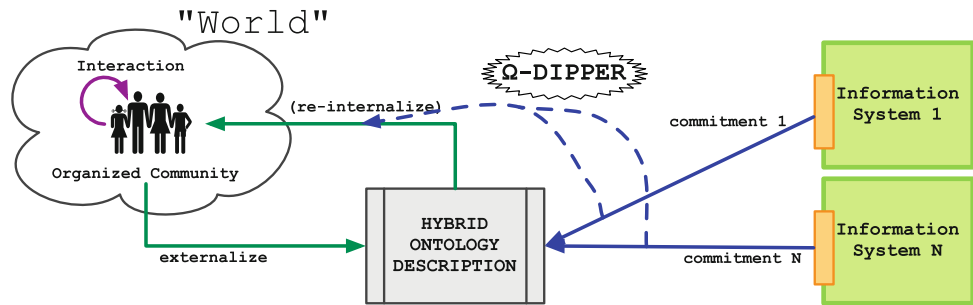 "World"
Interaction
Organized Community
(re-internalize)
Ω-DIPPER
externalize
HYBRID
ONTOLOGY
DESCRIPTION
commitment 1
commitment N
Information
System 1
Information
System N